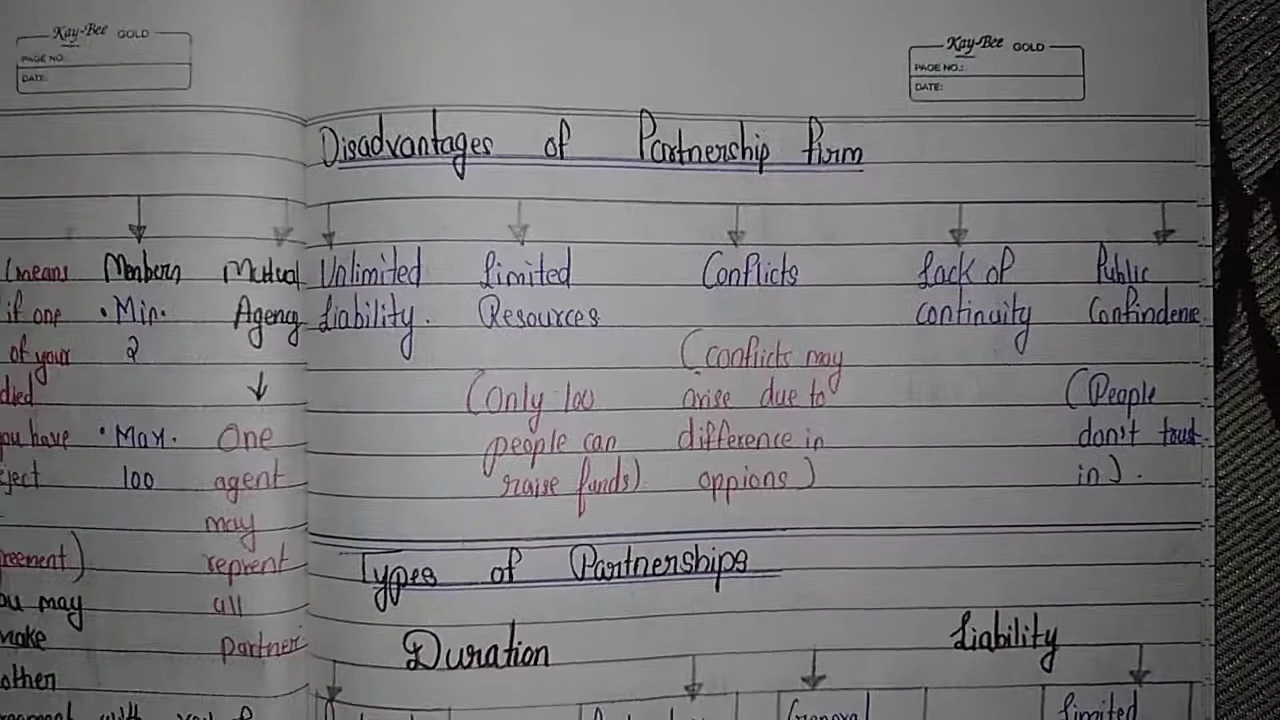 Kay-Bee GOLD
PAGE NO.:
DATE:
(means
if one
of your
died
you have
Members
• Min.
2
• Max.
100
Mutual
Agency
One
agent
may
reprent
all
partner
reement)
ou may
other
Kay-Bee GOLD
PAGE NO.:
DATE:
Disadvantages of Partnership firm
Unlimited
Liability.
Limited
Resources
(Only 100
people can
raise funds)
Conflicts
(Conflicts may
arise due to
difference in
oppions)
Lack of
continuity
Public
Confindene
(People
don't trust
in).
Types of Partnerships
Duration
Liability
General
Limited